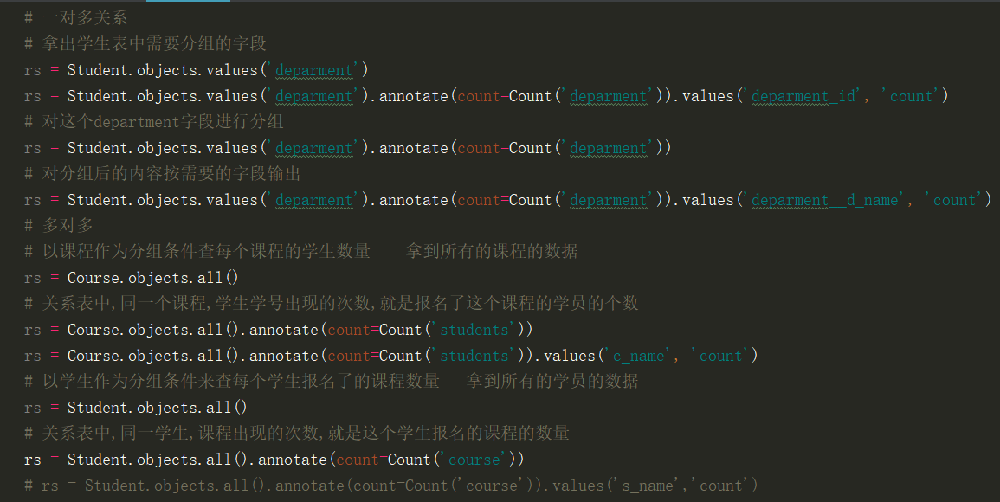 # 一对多关系
# 拿出学生表中需要分组的字段
rs = Student.objects.values('deparment')
rs = Student.objects.values('deparment').annotate(count=Count('deparment')).values('deparment_id', 'count')
# 对这个department字段进行分组
rs = Student.objects.values('deparment').annotate(count=Count('deparment'))
# 对分组后的内容按需要的字段输出
rs = Student.objects.values('deparment').annotate(count=Count('deparment')).values('deparment__d_name', 'count')
# 多对多
# 以课程作为分组条件查每个课程的学生数量    拿到所有的课程的数据
rs = Course.objects.all()
# 关系表中,同一个课程,学生学号出现的次数,就是报名了这个课程的学员的个数
rs = Course.objects.all().annotate(count=Count('students'))
rs = Course.objects.all().annotate(count=Count('students')).values('c_name', 'count')
# 以学生作为分组条件来查每个学生报名了的课程数量   拿到所有的学员的数据
rs = Student.objects.all()
# 关系表中,同一学生,课程出现的次数,就是这个学生报名的课程的数量
rs = Student.objects.all().annotate(count=Count('course'))
# rs = Student.objects.all().annotate(count=Count('course')).values('s_name','count')